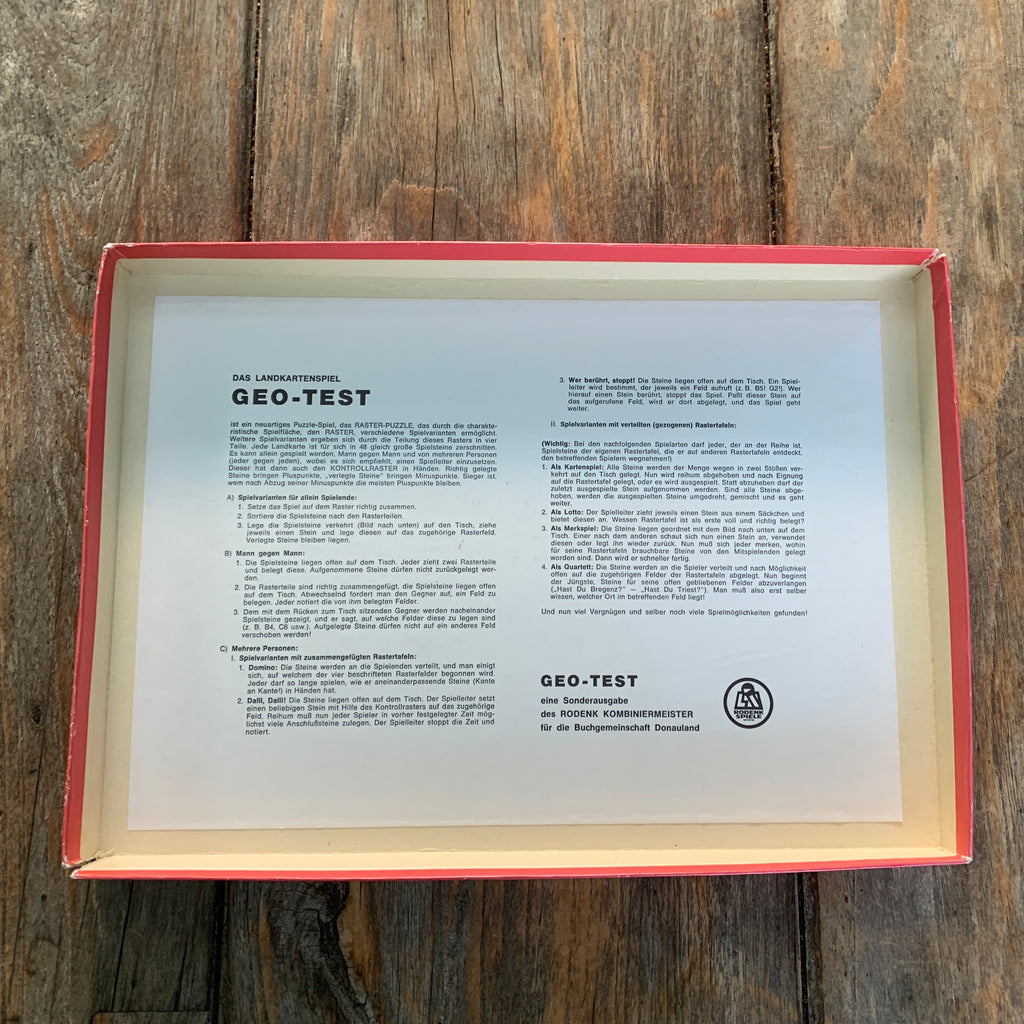 DAS LANDKARTENSPIEL
GEO-TEST
ist ein neuartiges Puzzle-Spiel, das RASTER-PUZZLE, das durch die charakte-
ristische Spielfläche, den RASTER, verschiedene Spielvarianten ermöglicht.
Weitere Spielvarianten ergeben sich durch die Teilung dieses Rasters in vier
Teile. Jede Landkarte ist für sich in 48 gleich große Spielsteine zerschnitten.
Es kann allein gespielt werden, Mann gegen Mann und von mehreren Personen
(jeder gegen jeden), wobei es sich empfiehlt, einen Spielleiter einzusetzen.
Dieser hat dann auch den KONTROLLRASTER in Händen. Richtig gelegte
Steine bringen Pluspunkte, „verlegte Steine" bringen Minuspunkte. Sieger ist,
wem nach Abzug seiner Minuspunkte die meisten Pluspunkte bleiben.
A) Spielvarianten für allein Spielende:
1. Setze das Spiel auf dem Raster richtig zusammen.
2. Sortiere die Spielsteine nach den Rasterteilen.
3. Lege die Spielsteine verkehrt (Bild nach unten) auf den Tisch, ziehe
jeweils einen Stein und lege diesen auf das zugehörige Rasterfeld.
Verlegte Steine bleiben liegen.
B) Mann gegen Mann:
1. Die Spielsteine liegen offen auf dem Tisch. Jeder zieht zwei Rasterteile
und belegt diese. Aufgenommene Steine dürfen nicht zurückgelegt wer-
den.
2. Die Rasterteile sind richtig zusammengefügt, die Spielsteine liegen offen
auf dem Tisch. Abwechselnd fordert man den Gegner auf, ein Feld zu
belegen. Jeder notiert die von ihm belegten Felder.
3. Dem mit dem Rücken zum Tisch sitzenden Gegner werden nacheinander
Spielsteine gezeigt, und er sagt, auf welche Felder diese zu legen sind
(z. B. B4, C6 usw.). Aufgelegte Steine dürfen nicht auf ein anderes Feld
verschoben werden!
C) Mehrere Personen:
I. Spielvarianten mit zusammengefügten Rastertafeln:
1. Domino: Die Steine werden an die Spielenden verteilt, und man einigt
sich, auf welchem der vier beschrifteten Rasterfelder begonnen wird.
Jeder darf so lange spielen, wie er aneinanderpassende Steine (Kante
an Kante!) in Händen hat.
2. Dalli, Dalli! Die Steine liegen offen auf dem Tisch. Der Spielleiter setzt
einen beliebigen Stein mit Hilfe des Kontrollrasters auf das zugehörige
Feld. Reihum muß nun jeder Spieler in vorher festgelegter Zeit mög-
lichst viele Anschlußsteine zulegen. Der Spielleiter stoppt die Zeit und
notiert.
3. Wer berührt, stoppt! Die Steine liegen offen auf dem Tisch. Ein Spiel-
leiter wird bestimmt, der jeweils ein Feld aufruft (z. B. B5! G2!). Wer
hierauf einen Stein berührt, stoppt das Spiel. Paßt dieser Stein auf
das aufgerufene Feld, wird er dort abgelegt, und das Spiel geht
weiter.
II. Spielvarianten mit verteilten (gezogenen) Rastertafeln:
(Wichtig: Bei den nachfolgenden Spielarten darf jeder, der an der Reihe ist,
Spielsteine der eigenen Rastertafel, die er auf anderen Rastertafeln entdeckt,
den betreffenden Spielern wegnehmen!)
1. Als Kartenspiel: Alle Steine werden der Menge wegen in zwei Stößen ver-
kehrt auf den Tisch gelegt. Nun wird reihum abgehoben und nach Eignung
auf die Rastertafel gelegt, oder es wird ausgespielt. Statt abzuheben darf der
zuletzt ausgespielte Stein aufgenommen werden. Sind alle Steine abge-
hoben, werden die ausgespielten Steine umgedreht, gemischt und es geht
weiter.
2. Als Lotto: Der Spielleiter zieht jeweils einen Stein aus einem Säckchen und
bietet diesen an. Wessen Rastertafel ist als erste voll und richtig belegt?
3. Als Merkspiel: Die Steine liegen geordnet mit dem Bild nach unten auf dem
Tisch. Einer nach dem anderen schaut sich nun einen Stein an, verwendet
diesen oder legt ihn wieder zurück. Nun muß sich jeder merken, wohin
für seine Rastertafeln brauchbare Steine von den Mitspielenden gelegt
worden sind. Dann wird er schneller fertig.
4. Als Quartett: Die Steine werden an die Spieler verteilt und nach Möglichkeit
offen auf die zugehörigen Felder der Rastertafeln abgelegt. Nun beginnt
der Jüngste, Steine für seine offen gebliebenen Felder abzuverlangen
(„Hast Du Bregenz?" — „Hast Du Triest?"). Man muß also erst selber
wissen, welcher Ort im betreffenden Feld liegt!
Und nun viel Vergnügen und selber noch viele Spielmöglichkeiten gefunden!
GEO-TEST
eine Sonderausgabe
des RODENK KOMBINIERMEISTER
für die Buchgemeinschaft Donauland
RODENK
SPIELE